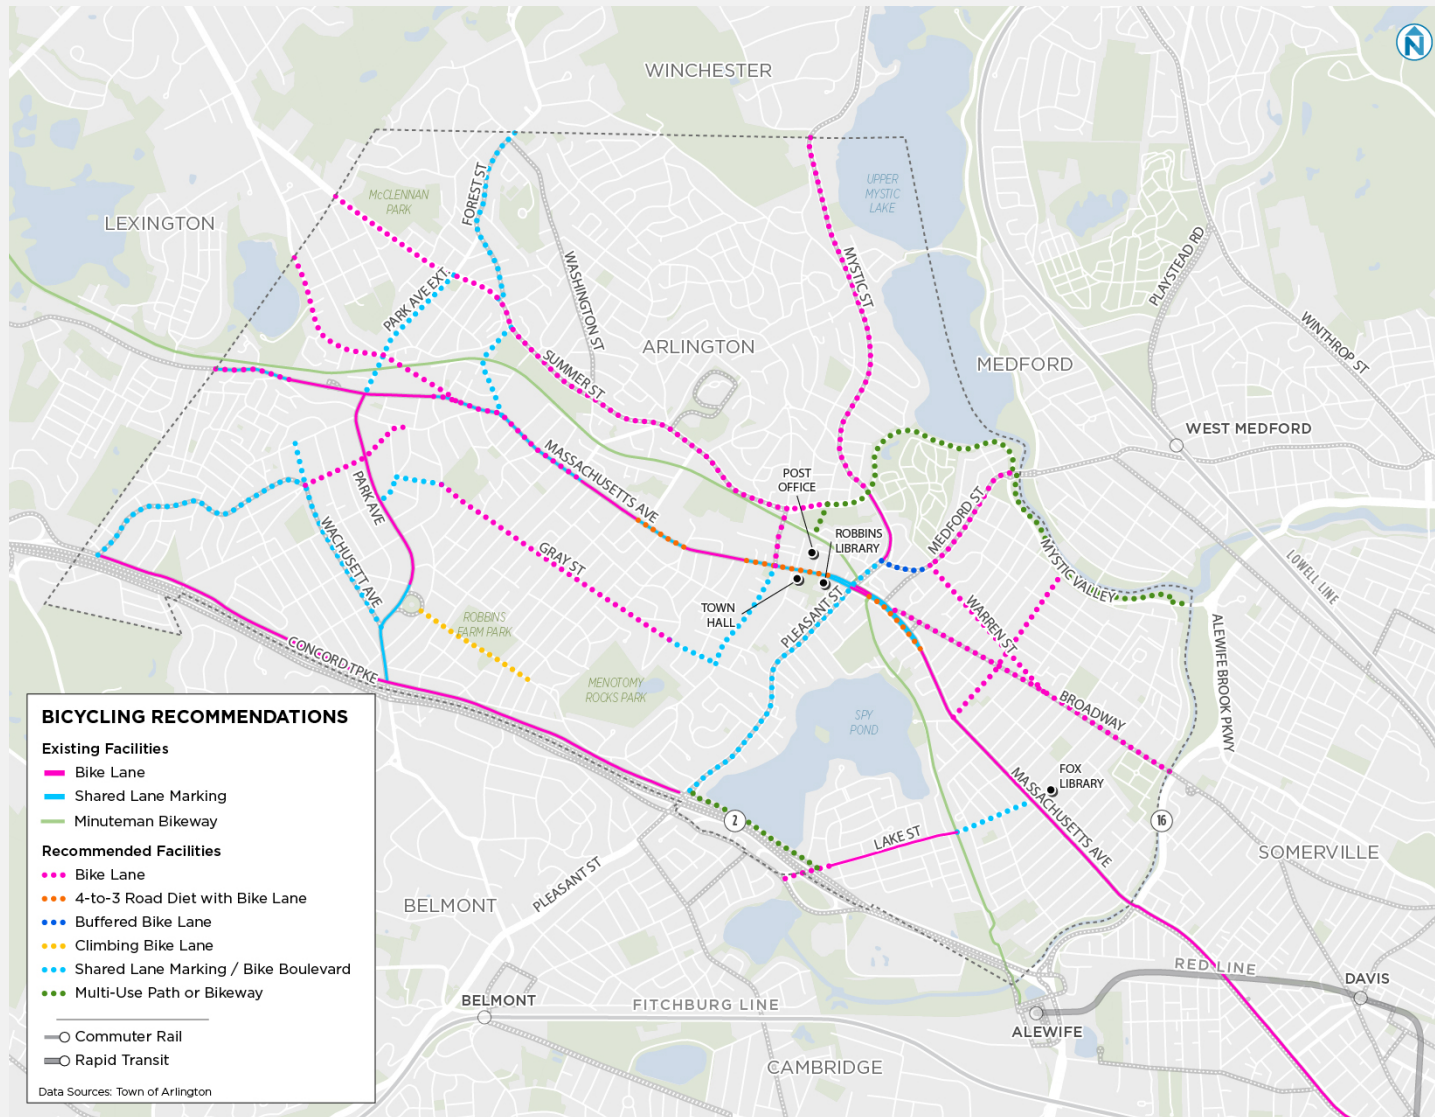 WINCHESTER
N
McCLENNAN
PARK
FOREST ST
UPPER
MYSTIC
LAKE
LEXINGTON
PLAYSTEAD RD
WASHINGTON ST
MYSTIC ST
PARK AVE EXT.
WINTHROP ST
ARLINGTON
MEDFORD
SUMMER ST
WEST MEDFORD
MASSACHUSETTS AVE
POST
OFFICE
PARK AVE
MEDFORD ST
ROBBINS
LIBRARY
WACHUSETT AVE
GRAY ST
LOWELL LINE
MYSTIC VALLEY
TOWN
HALL
PLEASANT ST
WARREN ST
ROBBINS
FARM PARK
ALEWIFE BROOK PKWY
CONCORD TPKE
MENOTOMY
ROCKS PARK
BROADWAY
SPY
POND
FOX
LIBRARY
MASSACHUSETTS AVE
2
16
LAKE ST
SOMERVILLE
PLEASANT ST
BELMONT
RED LINE
DAVIS
BELMONT
FITCHBURG LINE
ALEWIFE
CAMBRIDGE
BICYCLING RECOMMENDATIONS
Existing Facilities
Bike Lane
Shared Lane Marking
Minuteman Bikeway
Recommended Facilities
Bike Lane
4-to-3 Road Diet with Bike Lane
Buffered Bike Lane
Climbing Bike Lane
Shared Lane Marking / Bike Boulevard
Multi-Use Path or Bikeway
Commuter Rail
Rapid Transit
Data Sources: Town of Arlington